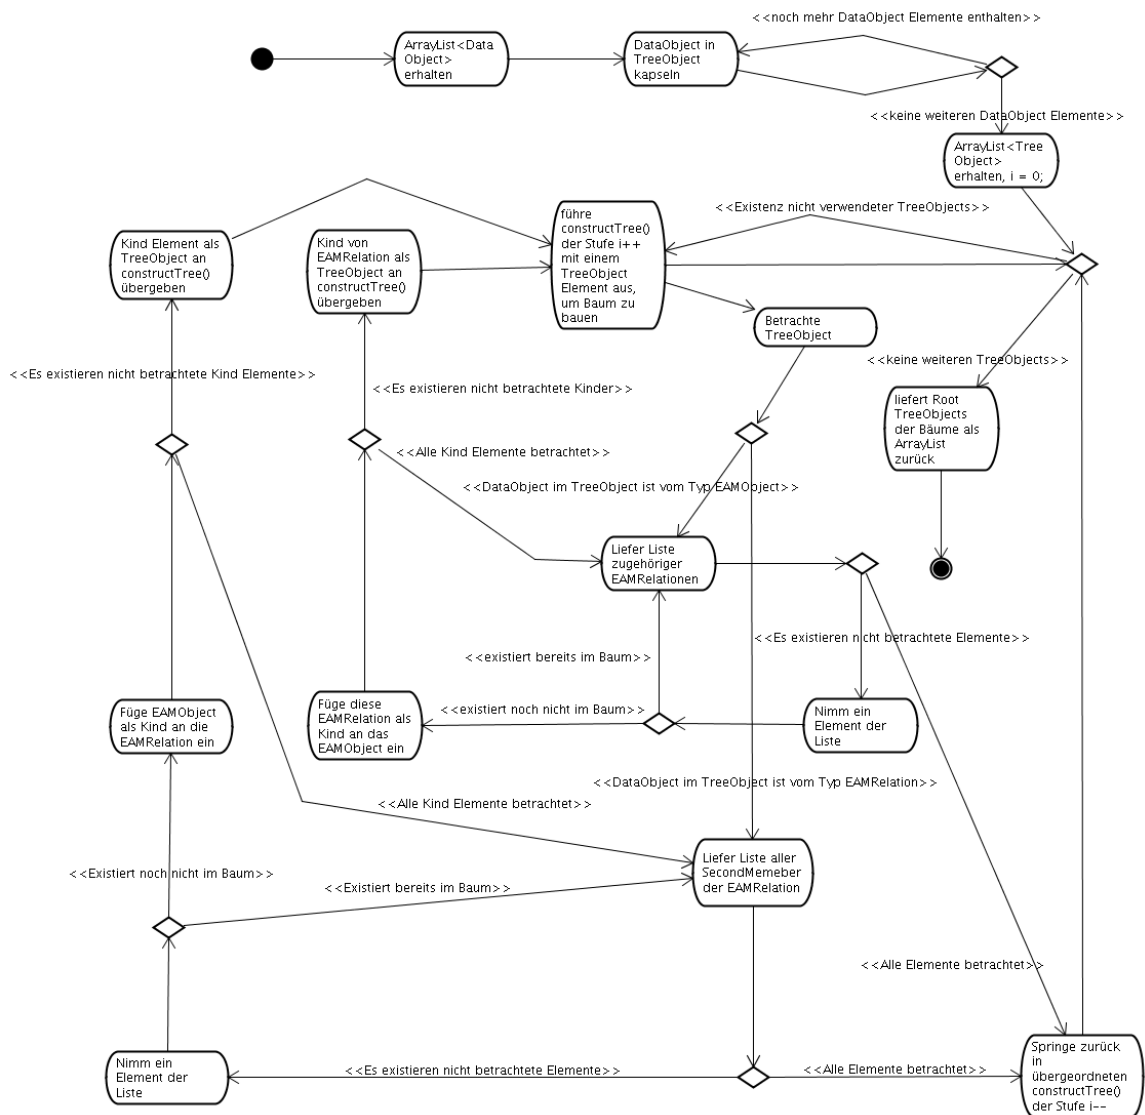 <<noch mehr DataObject Elemente enthalten>>
ArrayList<Data
Object>
erhalten
DataObject in
TreeObject
kapseln
<<keine weiteren DataObject Elemente>>
ArrayList<Tree
Object>
erhalten, i = 0;
<<Existenz nicht verwendeter TreeObjects>>
Kind Element als
TreeObject an
constructTree()
übergeben
Kind von
EAMRelation als
TreeObject an
constructTree()
übergeben
führe
constructTree()
der Stufe i++
mit einem
TreeObject
Element aus,
um Baum zu
bauen
Betrachte
TreeObject
<<keine weiteren TreeObjects>>
<<Es existieren nicht betrachtete Kind Elemente>>
<<Es existieren nicht betrachtete Kinder>>
liefert Root
TreeObjects
der Bäume als
ArrayList
zurück
<<Alle Kind Elemente betrachtet>>
<<DataObject im TreeObject ist vom Typ EAMObject>>
Liefer Liste
zugehöriger
EAMRelationen
<<Es existieren nicht betrachtete Elemente>>
<<existiert bereits im Baum>>
Füge EAMObject
als Kind an die
EAMRelation ein
Füge diese
EAMRelation als
Kind an das
EAMObject ein
<<existiert noch nicht im Baum>>
Nimm ein
Element der
Liste
<<DataObject im TreeObject ist vom Typ EAMRelation>>
<<Alle Kind Elemente betrachtet>>
Liefer Liste aller
SecondMemeber
der EAMRelation
<<Existiert noch nicht im Baum>>
<<Existiert bereits im Baum>>
<<Alle Elemente betrachtet>>
Nimm ein
Element der
Liste
<<Es existieren nicht betrachtete Elemente>>
<<Alle Elemente betrachtet>>
Springe zurück
in
übergeordneten
constructTree()
der Stufe i--